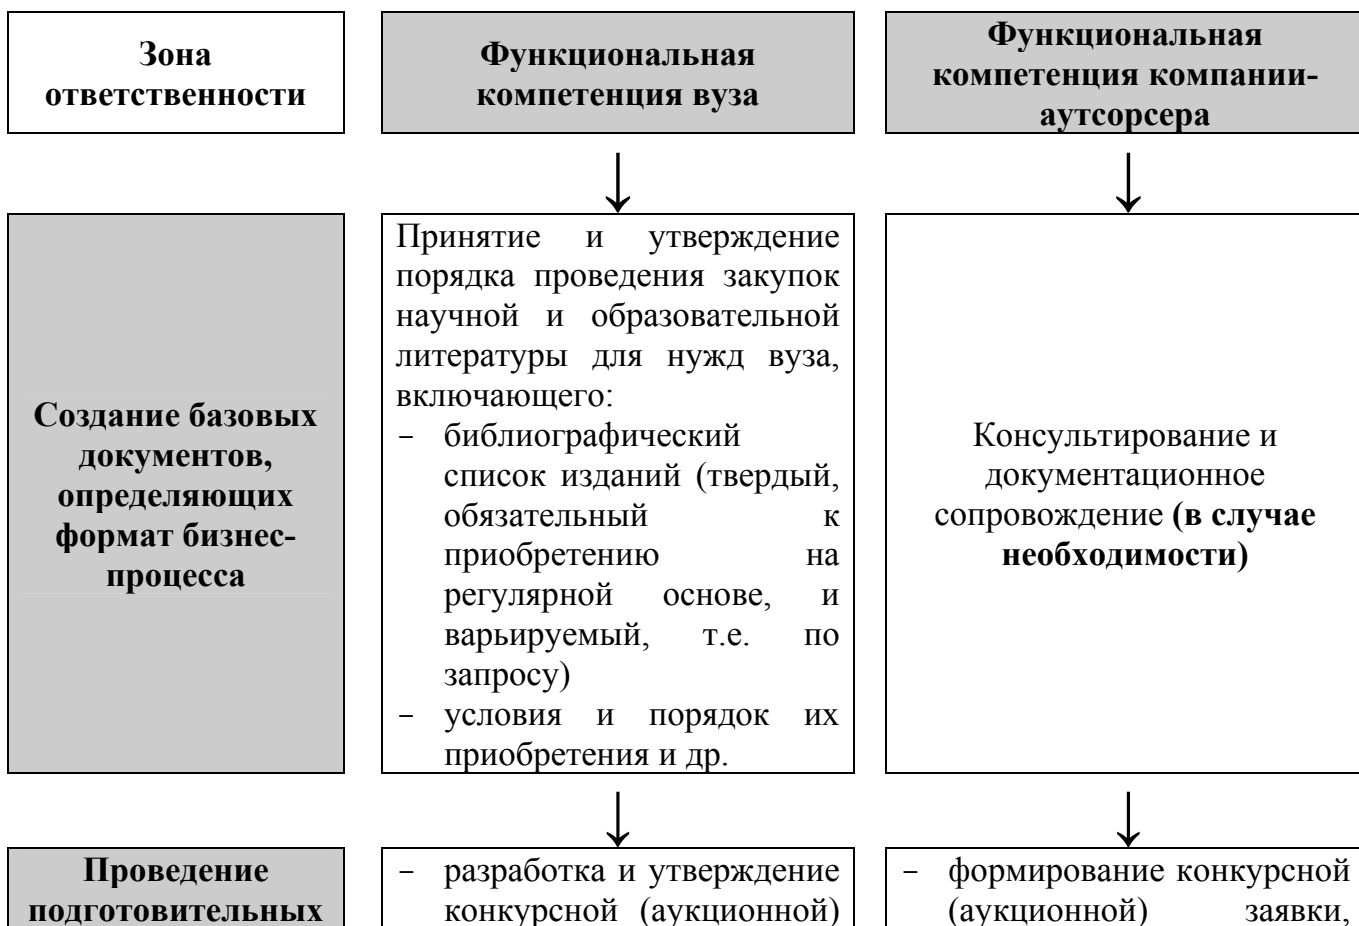 Зона
ответственности
Функциональная
компетенция вуза
Функциональная
компетенция компании-
аутсорсера
Создание базовых
документов,
определяющих
формат бизнес-
процесса
Принятие и утверждение
порядка проведения закупок
научной и образовательной
литературы для нужд вуза,
включающего:
- библиографический
список изданий (твердый,
обязательный к
приобретению на
регулярной основе, и
варьируемый, т.е. по
запросу)
- условия и порядок их
приобретения и др.
Консультирование и
документационное
сопровождение (в случае
необходимости)
Проведение
подготовительных
- разработка и утверждение
конкурсной (аукционной)
- формирование конкурсной
(аукционной) заявки,